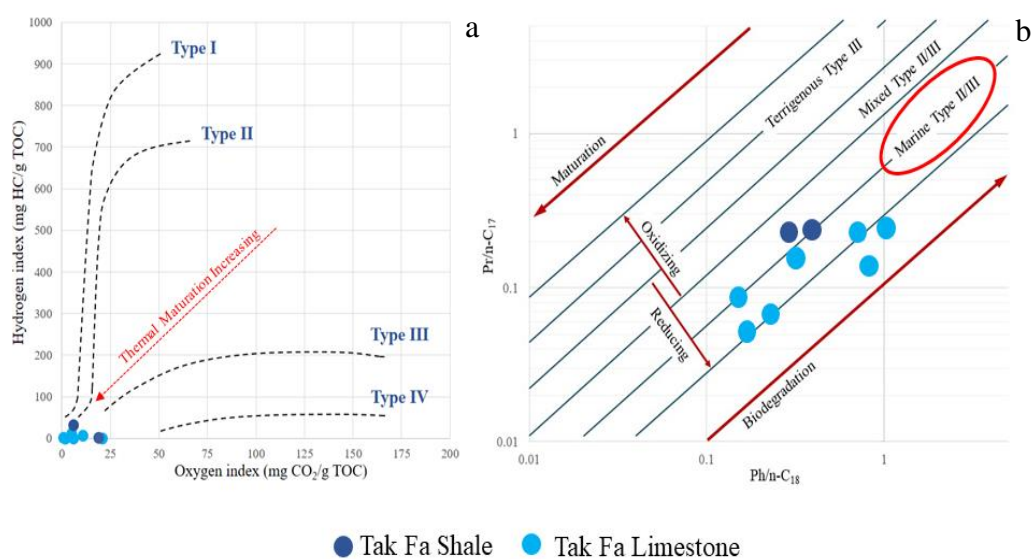 a
Hydrogen index (mg HC/g TOC)
1000
900
800
700
600
500
400
300
200
100
0
0 25 50 75 100 125 150 175 200
Oxygen index (mg CO₂/g TOC)
Type I
Type II
Thermal Maturation Increasing
Type III
Type IV
b
Pr/n-C₁₇
1
0.1
0.01
0.01 0.1 1
Ph/n-C₁₈
Maturation
Terrigenous Type III
Mixed Type II/III
Marine Type II/III
Oxidizing
Reducing
Biodegradation
Tak Fa Shale Tak Fa Limestone